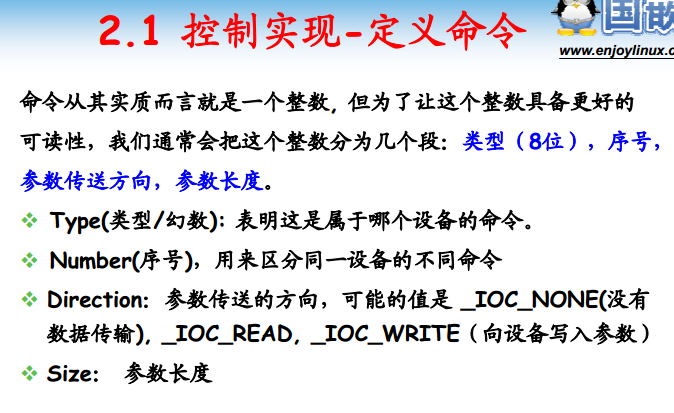 2.1 控制实现-定义命令
国嵌
www.enjoylinux.c
命令从其实质而言就是一个整数, 但为了让这个整数具备更好的
可读性，我们通常会把这个整数分为几个段：类型（8位），序号，
参数传送方向，参数长度。
Type(类型/幻数)：表明这是属于哪个设备的命令。
Number(序号)，用来区分同一设备的不同命令
Direction：参数传送的方向，可能的值是 _IOC_NONE(没有
数据传输), _IOC_READ, _IOC_WRITE（向设备写入参数）
Size： 参数长度